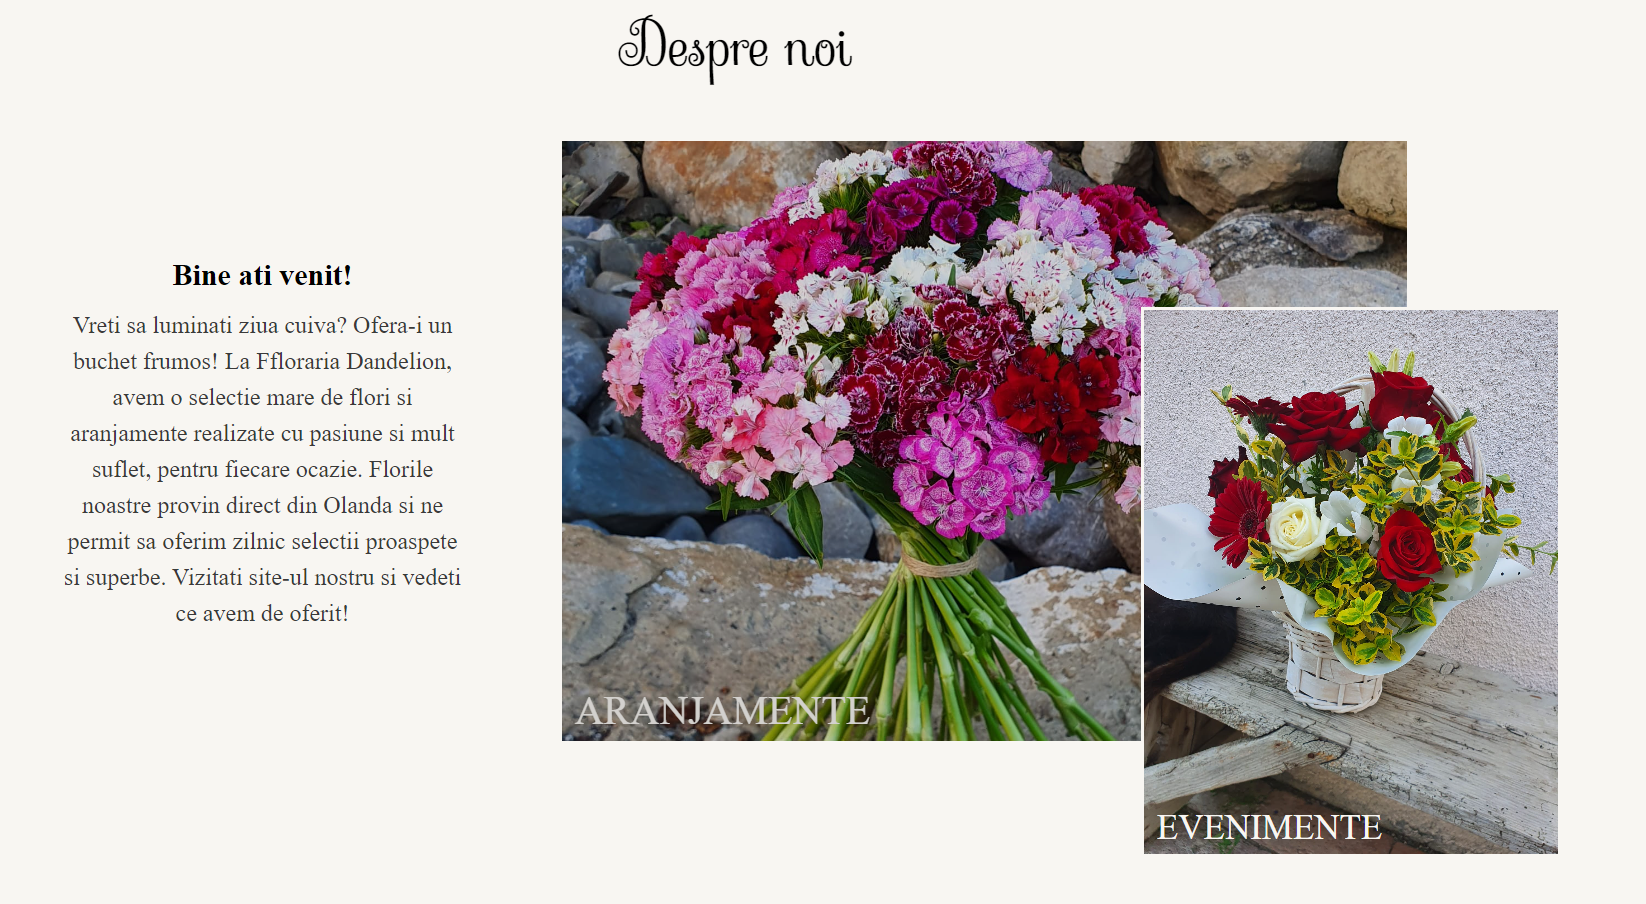 Despre noi
Bine ati venit!
Vreti sa luminati ziua cuiva? Ofera-i un
buchet frumos! La Ffloraria Dandelion,
avem o selectie mare de flori si
aranjamente realizate cu pasiune si mult
suflet, pentru fiecare ocazie. Florile
noastre provin direct din Olanda si ne
permit sa oferim zilnic selectii proaspete
si superbe. Vizitati site-ul nostru si vedeti
ce avem de oferit!
ARANJAMENTE
EVENIMENTE